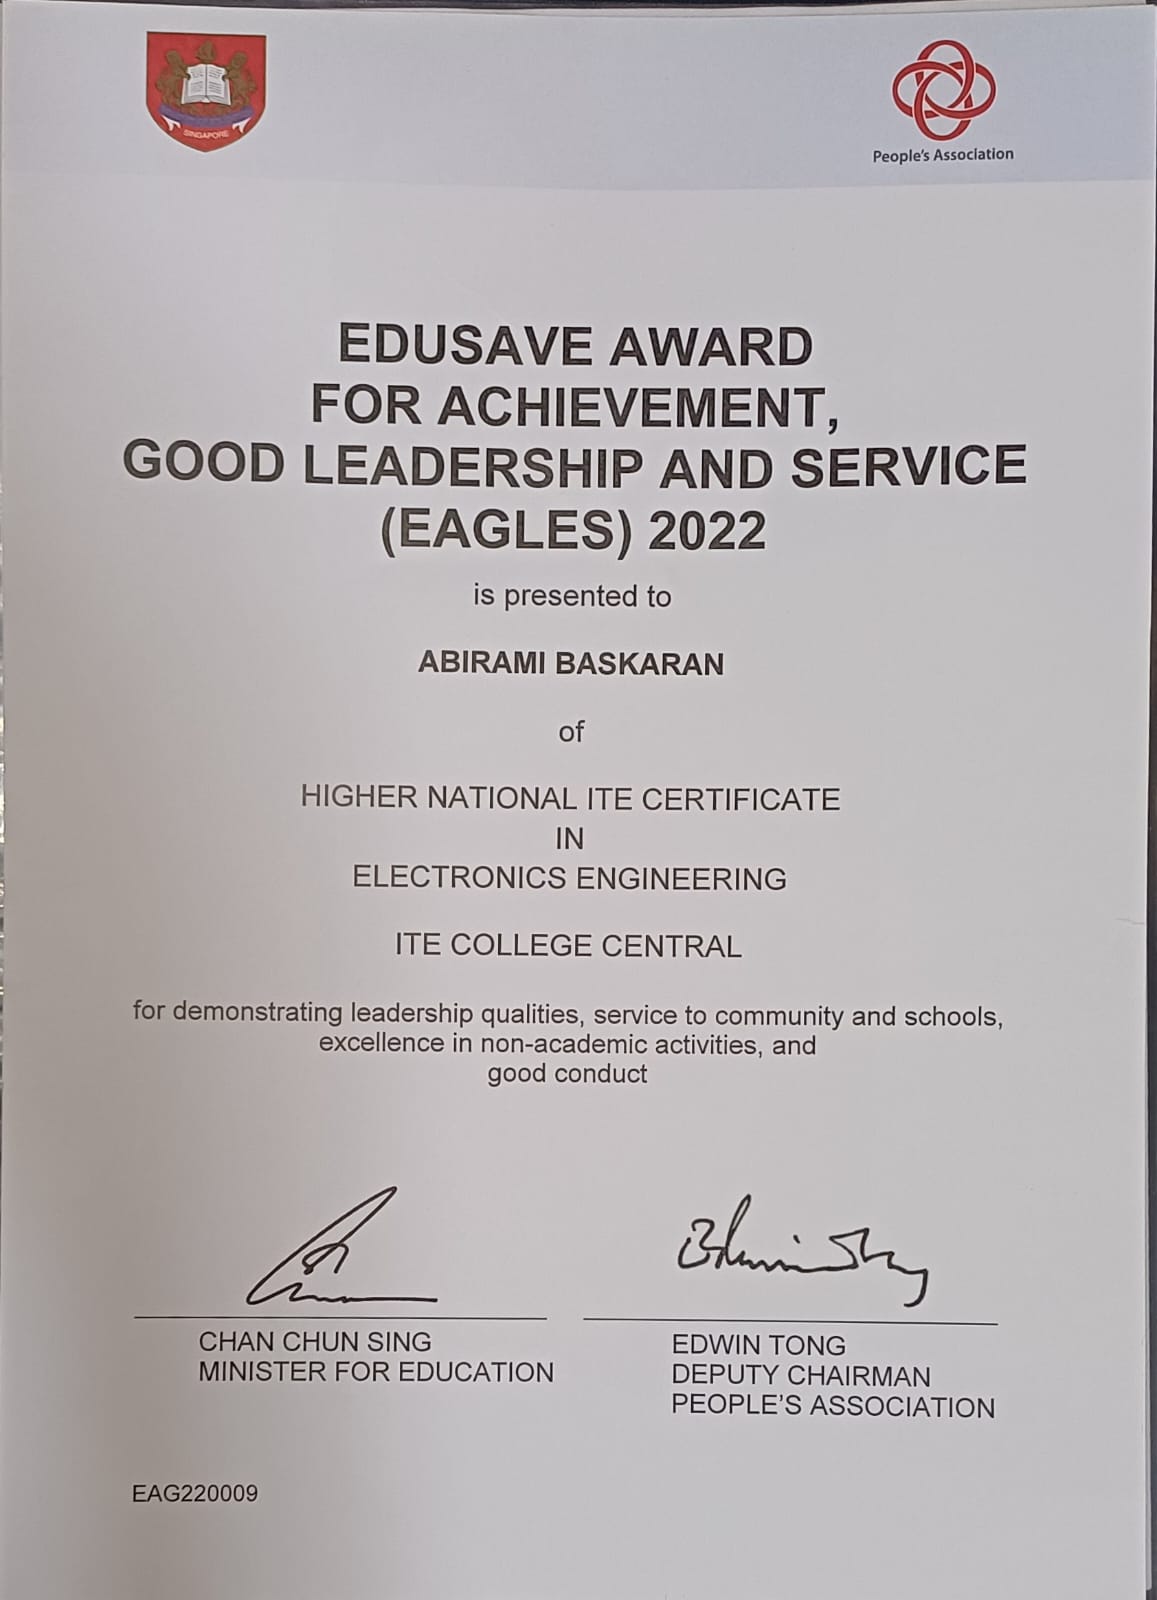 SINGAPORE
People's Association
EDUSAVE AWARD
FOR ACHIEVEMENT,
GOOD LEADERSHIP AND SERVICE
(EAGLES) 2022
is presented to
ABIRAMI BASKARAN
of
HIGHER NATIONAL ITE CERTIFICATE
IN
ELECTRONICS ENGINEERING
ITE COLLEGE CENTRAL
for demonstrating leadership qualities, service to community and schools,
excellence in non-academic activities, and
good conduct
CHAN CHUN SING
MINISTER FOR EDUCATION
EDWIN TONG
DEPUTY CHAIRMAN
PEOPLE'S ASSOCIATION
EAG220009